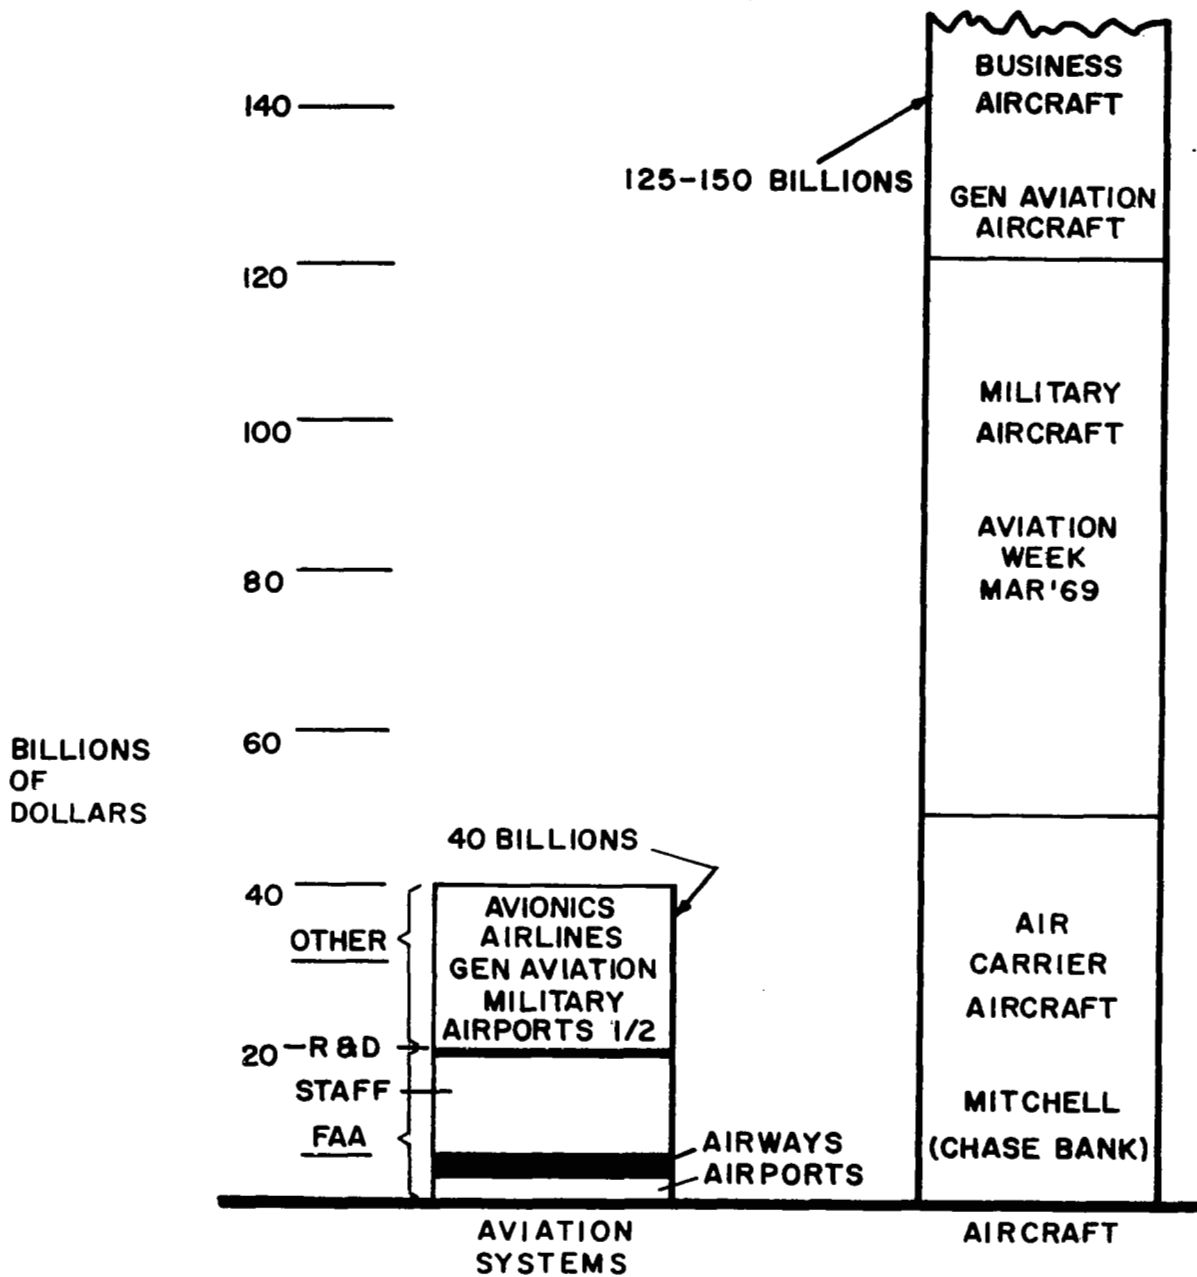 BUSINESS
AIRCRAFT
140
125-150 BILLIONS
GEN AVIATION
AIRCRAFT
120
MILITARY
AIRCRAFT
100
AVIATION
WEEK
MAR'69
80
60
BILLIONS
OF
DOLLARS
40 BILLIONS
40
AVIONICS
AIRLINES
GEN AVIATION
MILITARY
AIRPORTS 1/2
OTHER
AIR
CARRIER
AIRCRAFT
20
R&D
STAFF
FAA
MITCHELL
(CHASE BANK)
AIRWAYS
AIRPORTS
AVIATION
SYSTEMS
AIRCRAFT